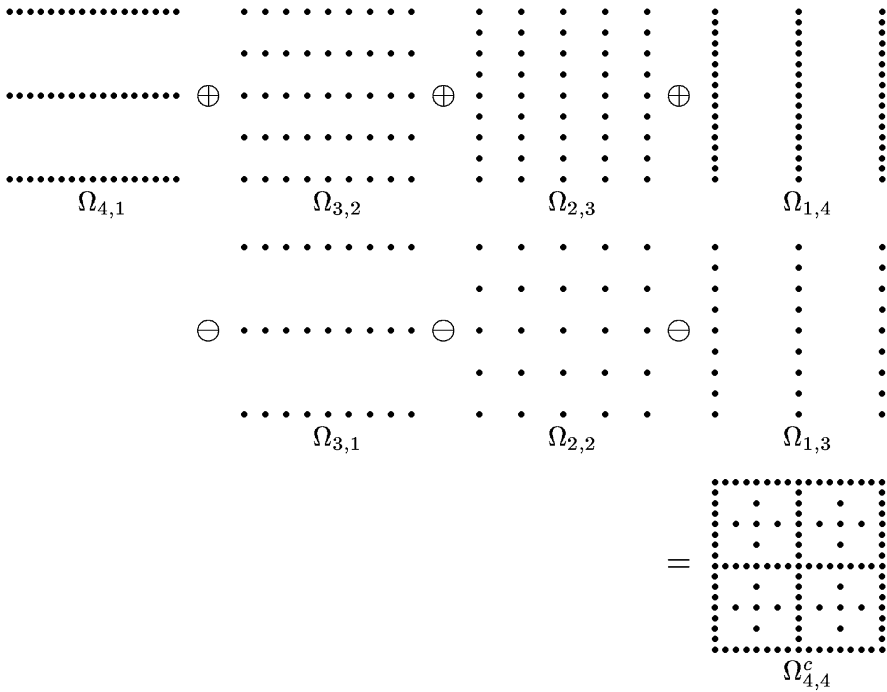 ⊕ ⊕ ⊕
Ω₄,₁ Ω₃,₂ Ω₂,₃ Ω₁,₄
⊖ ⊖ ⊖
Ω₃,₁ Ω₂,₂ Ω₁,₃
=
Ωᶜ₄,₄